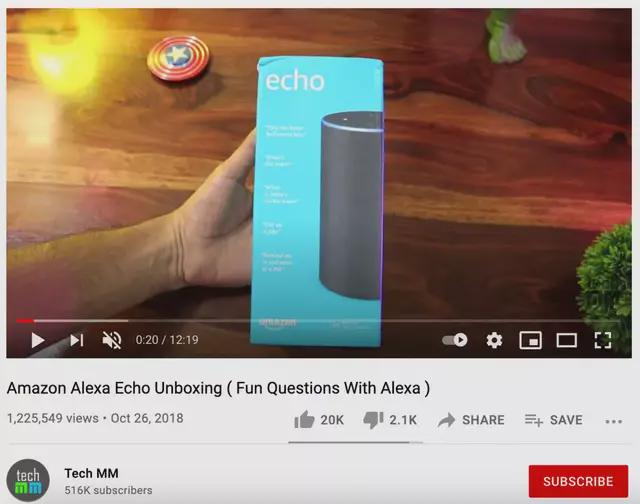 echo
amazon
0:20 / 12:19
Amazon Alexa Echo Unboxing ( Fun Questions With Alexa )
1,225,549 views • Oct 26, 2018
20K
2.1K
SHARE
SAVE
tech
mm
Tech MM
516K subscribers
SUBSCRIBE